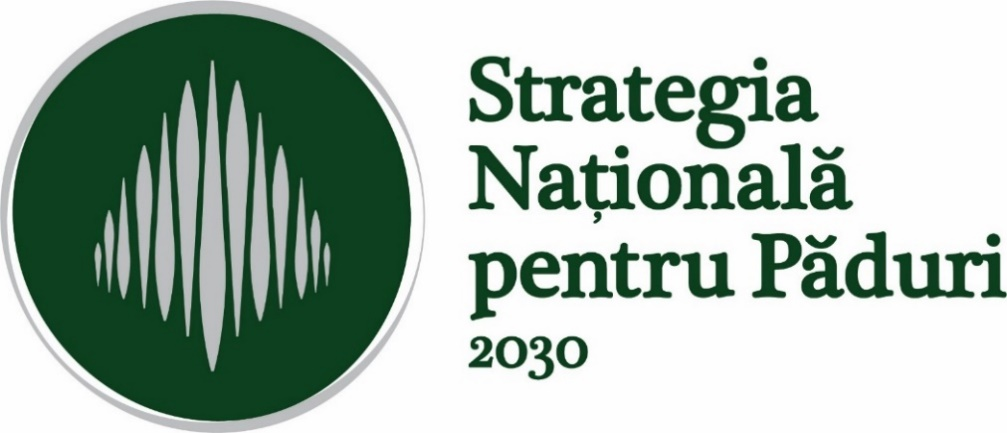 Strategia
Națională
pentru Păduri
2030